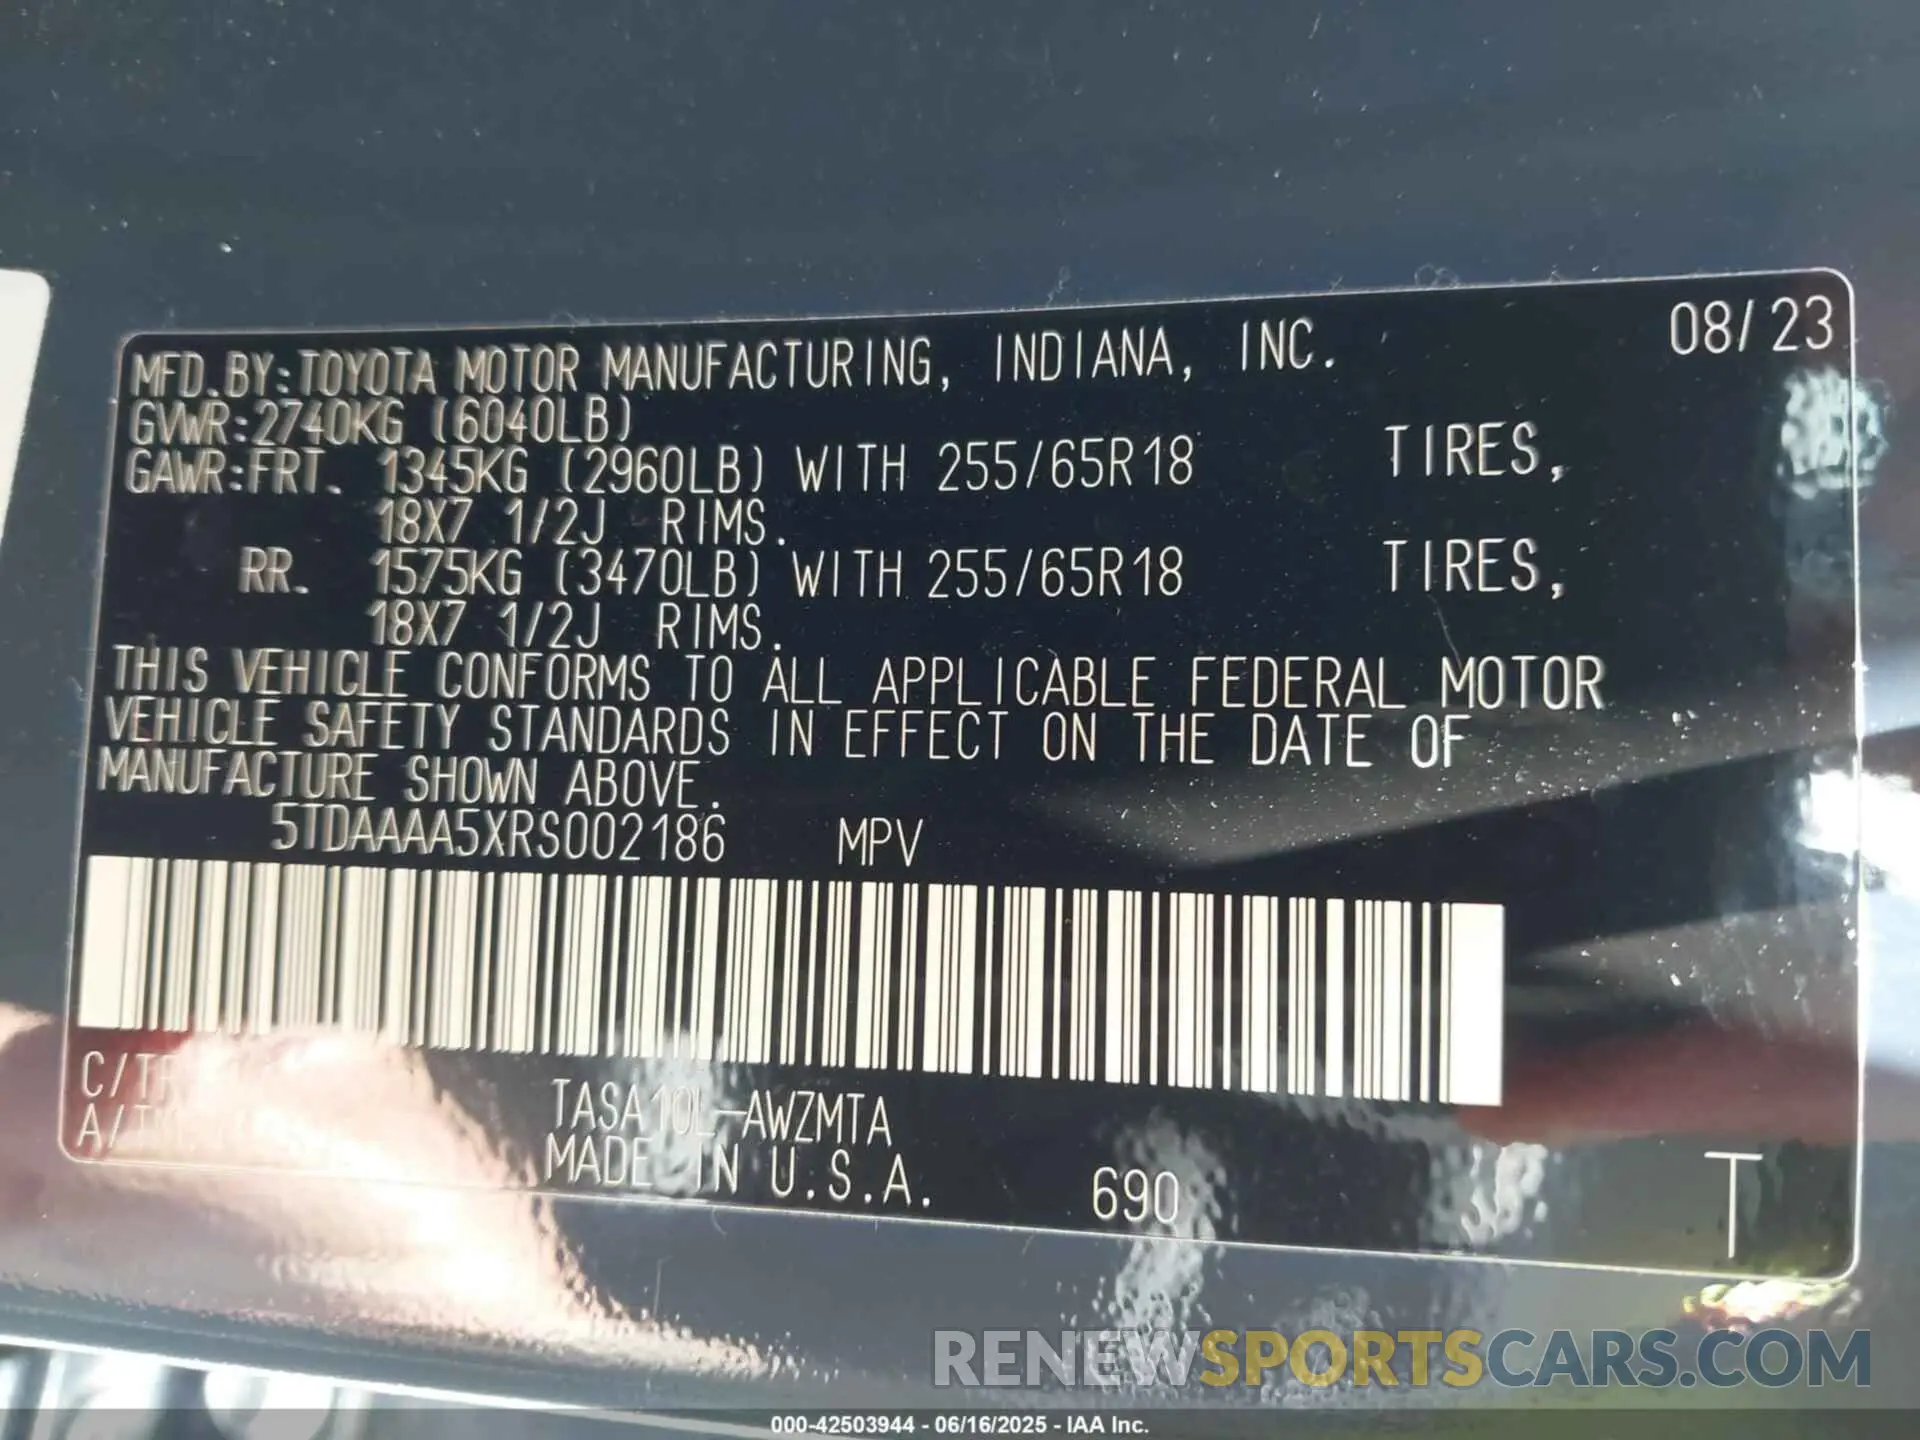 08/23
MFD.BY:TOYOTA MOTOR MANUFACTURING, INDIANA, INC.
GVWR:2740KG (6040LB)
GAWR:FRT. 1345KG (2960LB) WITH 255/65R18 TIRES,
18X7 1/2J RIMS.
RR. 1575KG (3470LB) WITH 255/65R18 TIRES,
18X7 1/2J RIMS.
THIS VEHICLE CONFORMS TO ALL APPLICABLE FEDERAL MOTOR
VEHICLE SAFETY STANDARDS IN EFFECT ON THE DATE OF
MANUFACTURE SHOWN ABOVE.
5TDAAAA5XRS002186 MPV
TASA10L-AWZMTA
MADE IN U.S.A. 690 T
RENEWSPORTSCARS.COM
000-42503944 - 06/16/2025 - IAA Inc.